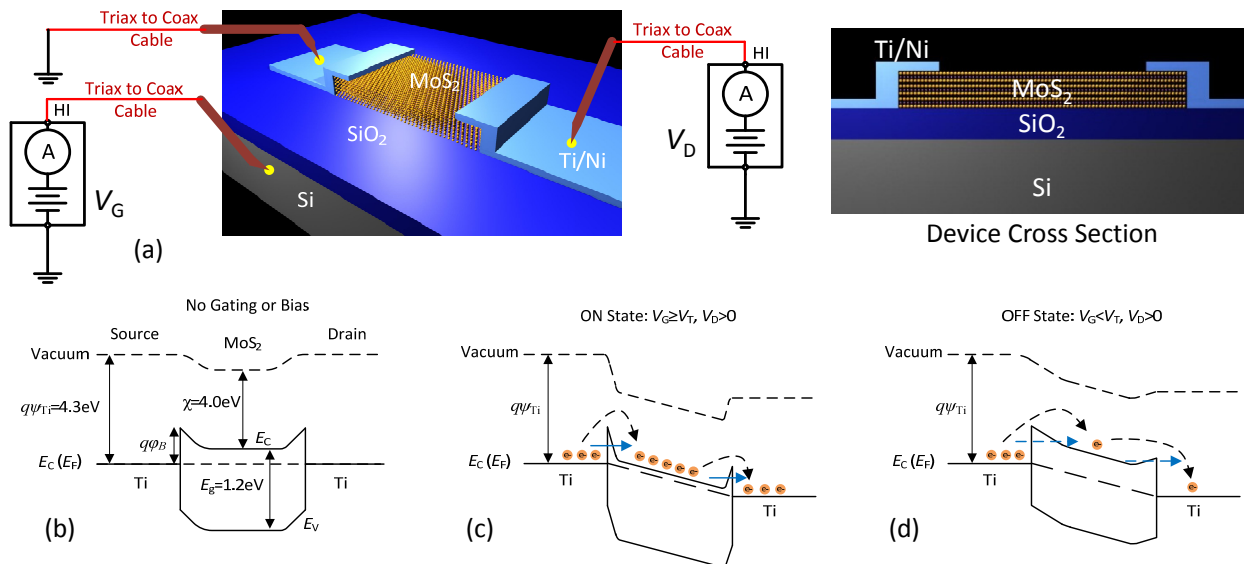 Triax to Coax
Cable
HI
A
V_G
Triax to Coax
Cable
MoS₂
SiO₂
Ti/Ni
Si
(a)
Triax to Coax
Cable
HI
A
V_D
Ti/Ni
MoS₂
SiO₂
Si
Device Cross Section
No Gating or Bias
Source
MoS₂
Drain
Vacuum
qψ_Ti=4.3eV
χ=4.0eV
qφ_B
E_C
E_C (E_F)
Ti
E_g=1.2eV
Ti
E_V
(b)
ON State: V_G≥V_T, V_D>0
Vacuum
qψ_Ti
E_C (E_F)
e- e- e-
e- e- e- e- e- e-
e- e- e-
Ti
Ti
(c)
OFF State: V_G<V_T, V_D>0
Vacuum
qψ_Ti
E_C (E_F)
e- e- e-
e-
e-
Ti
Ti
(d)